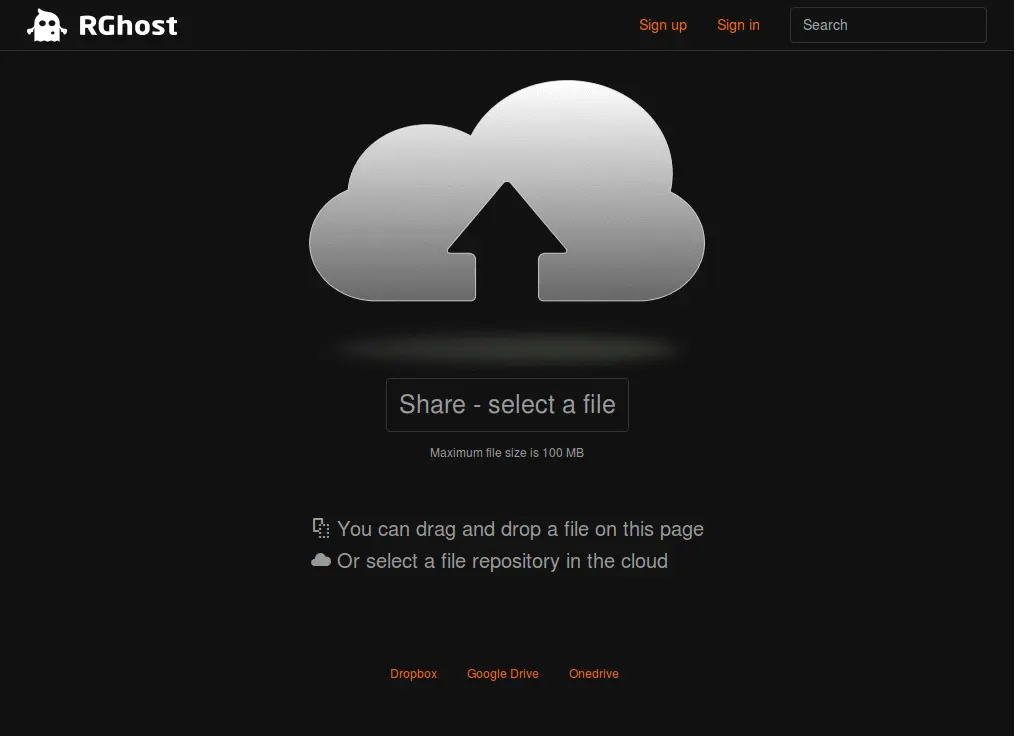 RGhost
Sign up
Sign in
Search
Share - select a file
Maximum file size is 100 MB
You can drag and drop a file on this page
Or select a file repository in the cloud
Dropbox
Google Drive
Onedrive